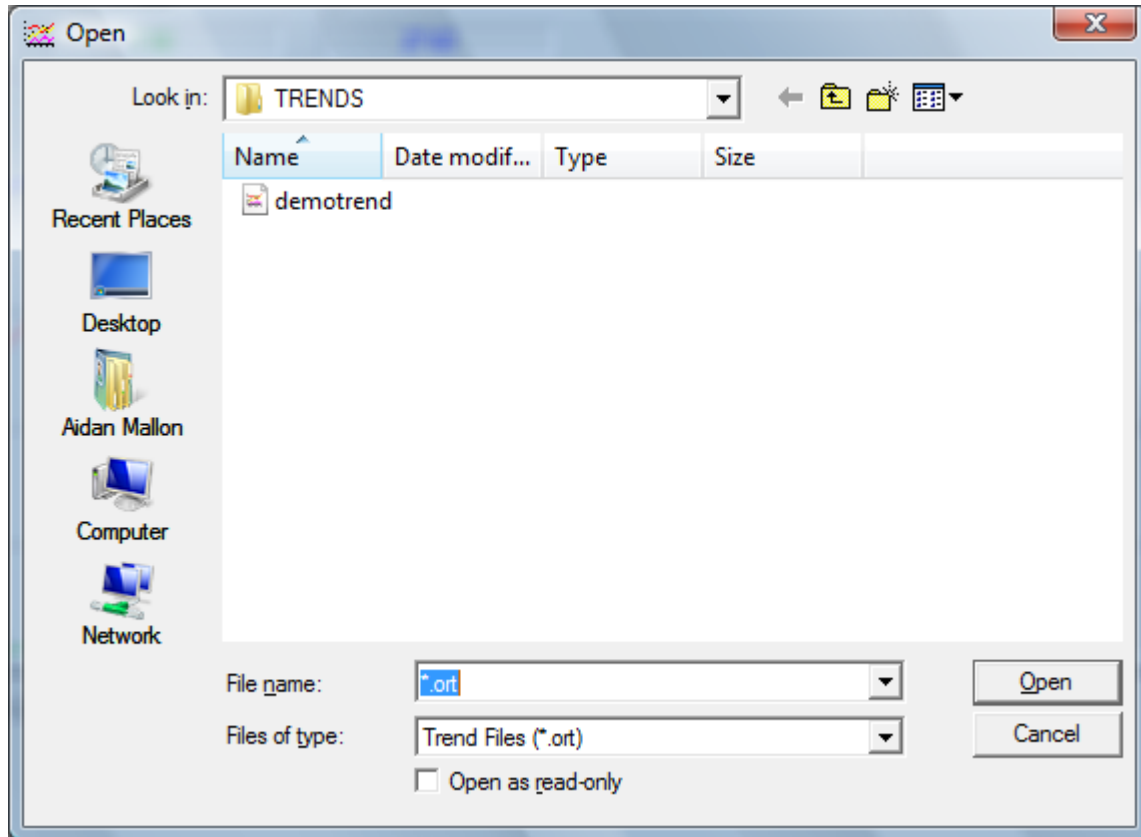 Open
Look in: TRENDS
Name Date modif... Type Size
demotrend
Recent Places
Desktop
Aidan Mallon
Computer
Network
File name: *.ort Open
Files of type: Trend Files (*.ort) Cancel
Open as read-only